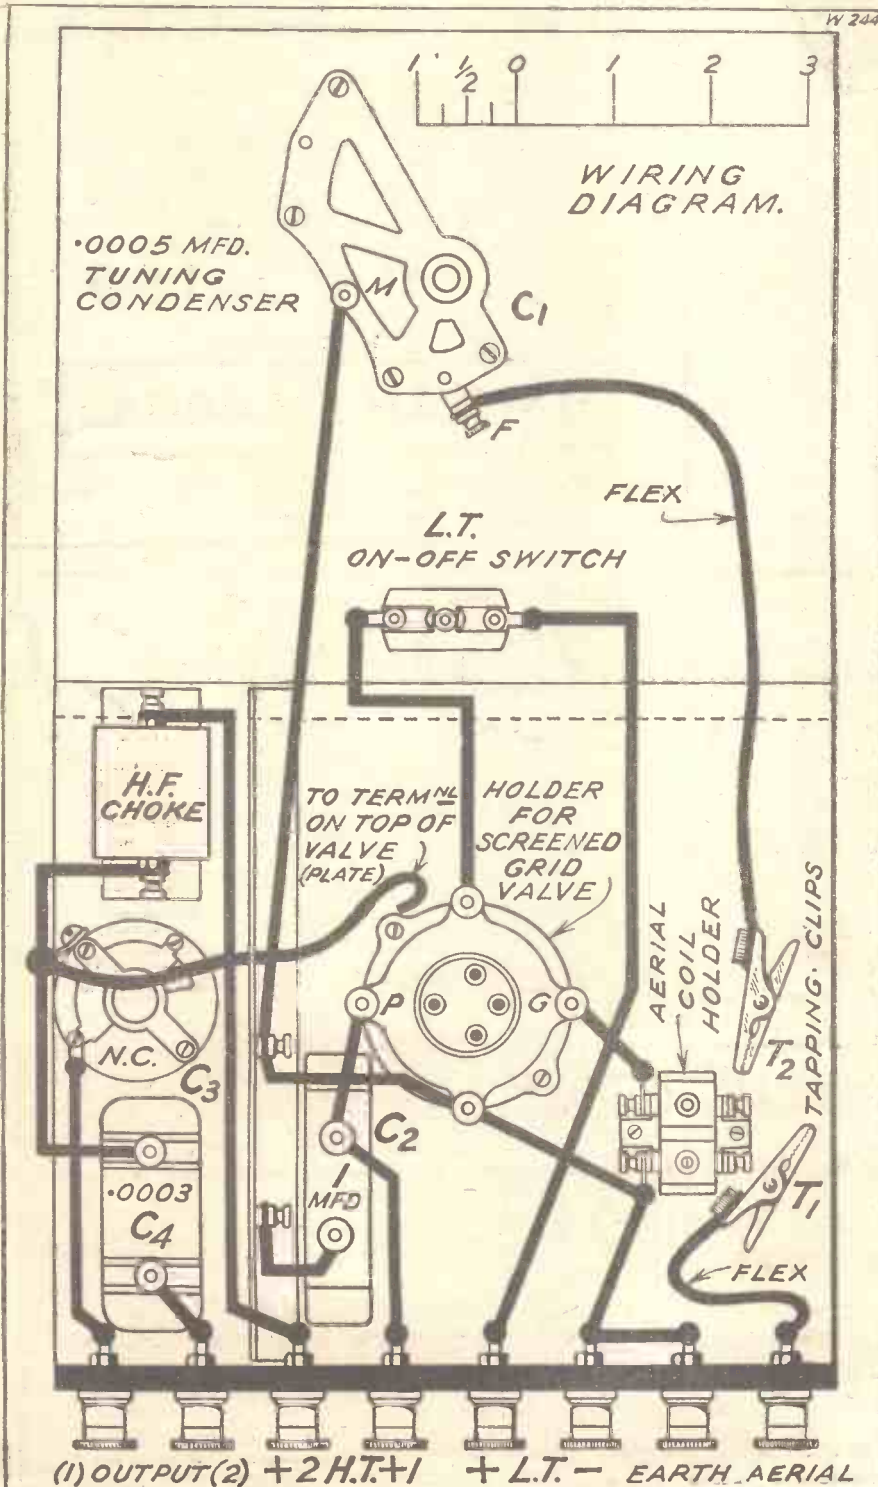 W 244
1 ½ 0 1 2 3
WIRING
DIAGRAM.
.0005 MFD.
TUNING
CONDENSER
M
C1
F
FLEX
L.T.
ON-OFF SWITCH
H.F.
CHOKE
TO TERMNL
ON TOP OF
VALVE
(PLATE)
HOLDER
FOR
SCREENED
GRID
VALVE
AERIAL
COIL
HOLDER
TAPPING. CLIPS
P
G
N.C.
C3
T2
C2
1
MFD
.0003
C4
T1
FLEX
(1) OUTPUT (2) +2 H.T.+1 + L.T. - EARTH AERIAL